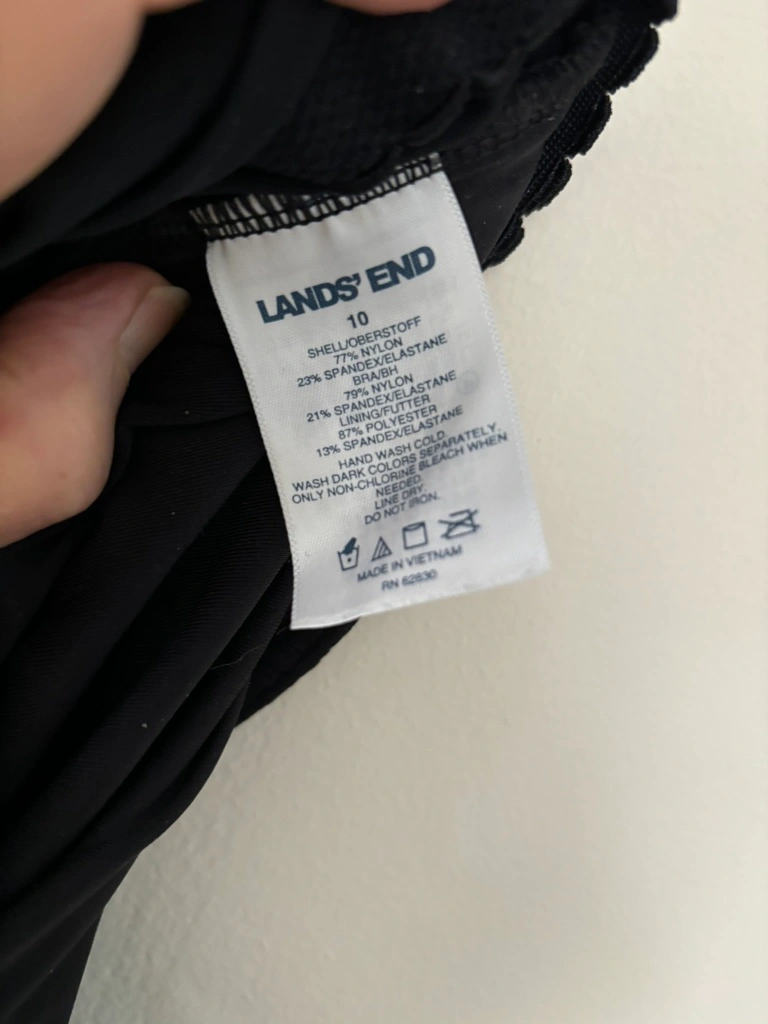 LANDS' END
10
SHELL/OBERSTOFF
77% NYLON
23% SPANDEX/ELASTANE
BRA/BH
79% NYLON
21% SPANDEX/ELASTANE
LINING/FUTTER
87% POLYESTER
13% SPANDEX/ELASTANE
HAND WASH COLD.
WASH DARK COLORS SEPARATELY.
ONLY NON-CHLORINE BLEACH WHEN
NEEDED.
LINE DRY.
DO NOT IRON.
MADE IN VIETNAM
RN 62830